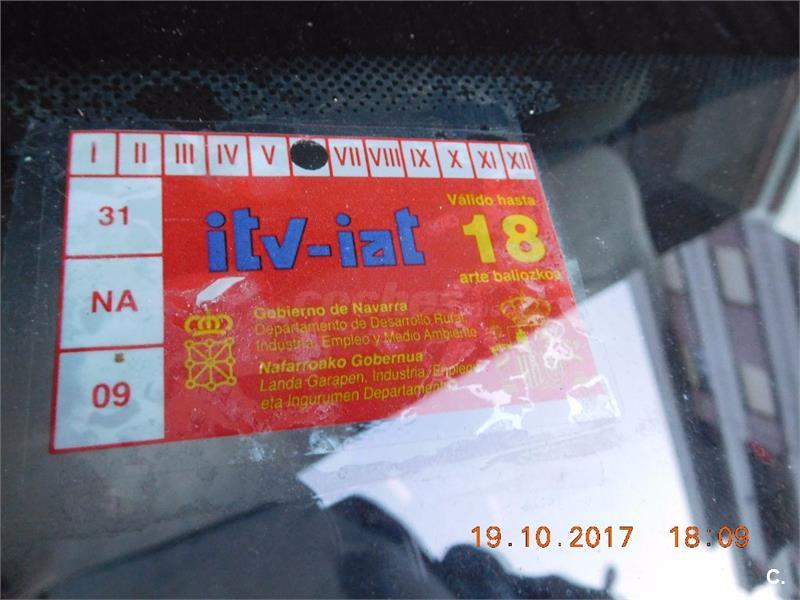 I II III IV V VII VIII IX X XI XII
31
NA
09
itv-iat
Válido hasta
18
arte baliozkoa
Gobierno de Navarra
Departamento de Desarrollo Rural,
Industria, Empleo y Medio Ambiente
Nafarroako Gobernua
Landa Garapen, Industria, Enplegu
eta Ingurumen Departamentua
19.10.2017 18:09
C.